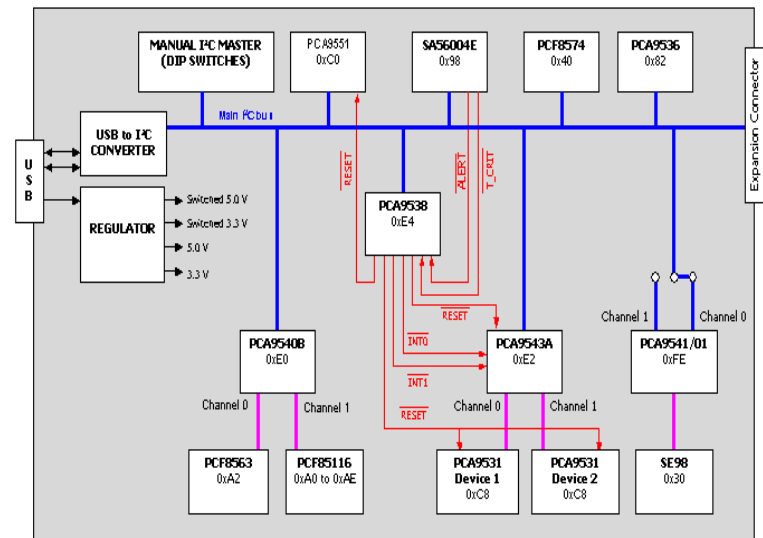 MANUAL I²C MASTER
(DIP SWITCHES)
PCA9551
0xC0
SA56004E
0x98
PCF8574
0x40
PCA9536
0x82
Expansion Connector
Main I²C bus
USB to I²C
CONVERTER
USB
REGULATOR
Switched 5.0 V
Switched 3.3 V
5.0 V
3.3 V
RESET
ALERT
T_CRIT
PCA9538
0xE4
RESET
INT0
INT1
RESET
Channel 1
Channel 0
PCA9540B
0xE0
PCA9543A
0xE2
PCA9541/01
0xFE
Channel 0
Channel 1
Channel 0
Channel 1
PCF8563
0xA2
PCF85116
0xA0 to 0xAE
PCA9531
Device 1
0xC8
PCA9531
Device 2
0xC8
SE98
0x30